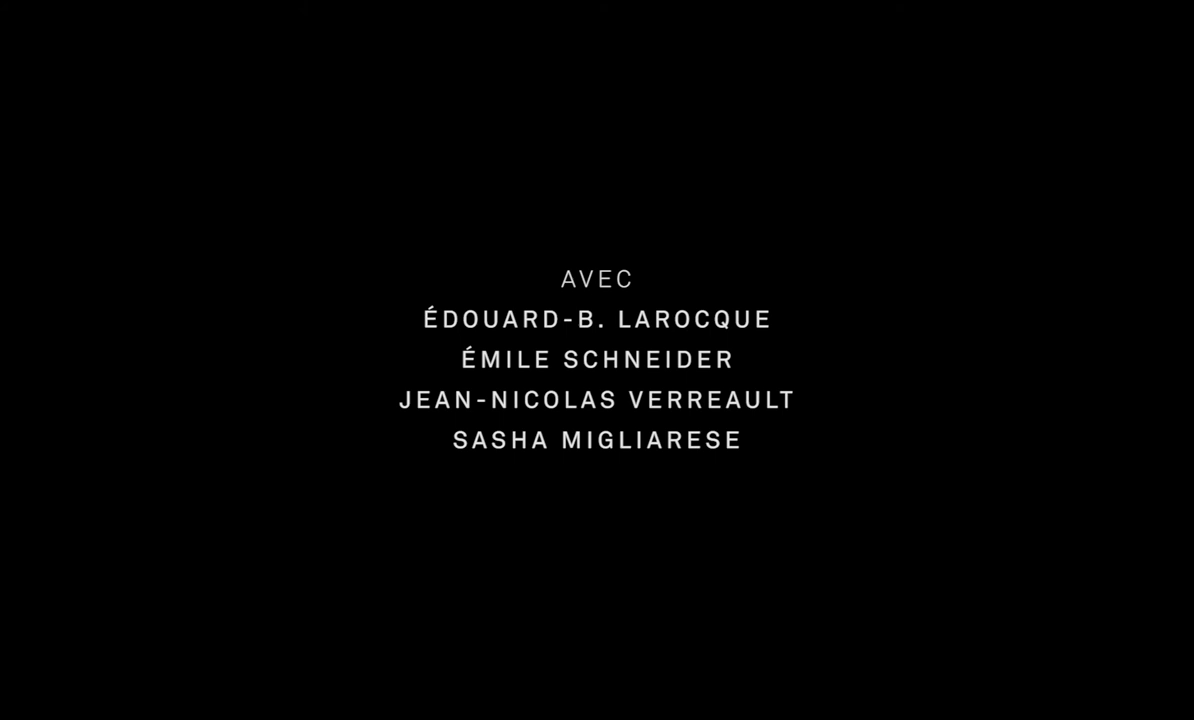 AVEC
ÉDOUARD-B. LAROCQUE
ÉMILE SCHNEIDER
JEAN-NICOLAS VERREAULT
SASHA MIGLIARESE